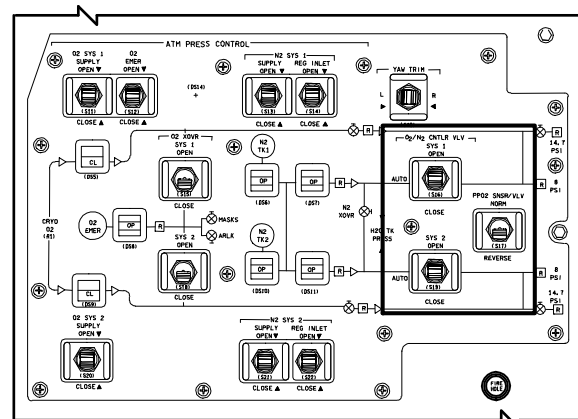 ATM PRESS CONTROL
O2 SYS 1
SUPPLY
OPEN ▼
(S11)
CLOSE ▲
O2
EMER
OPEN ▼
(S12)
CLOSE ▲
(DS14)
N2 SYS 1
SUPPLY
OPEN ▼
(S13)
CLOSE ▲
REG INLET
OPEN ▼
(S14)
CLOSE ▲
YAW TRIM
L
R
O2 XOVR
SYS 1
OPEN
(S15)
CLOSE
SYS 2
OPEN
(S18)
CLOSE
CL
(DS5)
CRYO
O2
O2
EMER
OP
(DS8)
R
MASKS
ARLK
CL
(DS9)
N2
TK1
OP
(DS6)
OP
(DS7)
R
N2
XOVR
N2
TK2
OP
(DS10)
OP
(DS11)
R
H2O TK
PRESS
R
R
O2/N2 CNTLR VLV
SYS 1
OPEN
AUTO
(S16)
CLOSE
SYS 2
OPEN
AUTO
(S19)
CLOSE
PPO2 SNSR/VLV
NORM
(S17)
REVERSE
R
14.7
PSI
R
8
PSI
R
8
PSI
R
14.7
PSI
O2 SYS 2
SUPPLY
OPEN ▼
(S20)
CLOSE ▲
N2 SYS 2
SUPPLY
OPEN ▼
(S21)
CLOSE ▲
REG INLET
OPEN ▼
CLOSE ▲
FIRE
HOLE